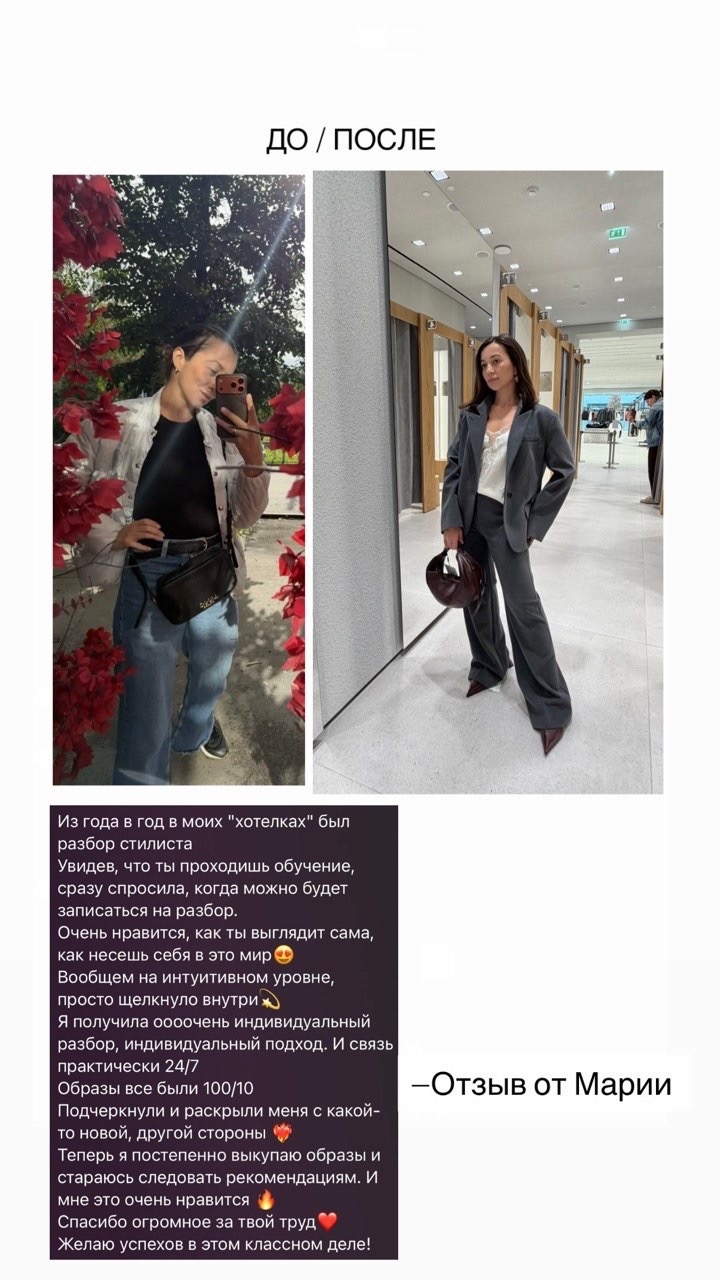 ДО / ПОСЛЕ
Из года в год в моих "хотелках" был
разбор стилиста
Увидев, что ты проходишь обучение,
сразу спросила, когда можно будет
записаться на разбор.
Очень нравится, как ты выглядит сама,
как несешь себя в это мир😍
Вообщем на интуитивном уровне,
просто щелкнуло внутри💫
Я получила оооочень индивидуальный
разбор, индивидуальный подход. И связь
практически 24/7
Образы все были 100/10
Подчеркнули и раскрыли меня с какой-
то новой, другой стороны ❤️‍🔥
Теперь я постепенно выкупаю образы и
стараюсь следовать рекомендациям. И
мне это очень нравится 🔥
Спасибо огромное за твой труд❤️
Желаю успехов в этом классном деле!
—Отзыв от Марии